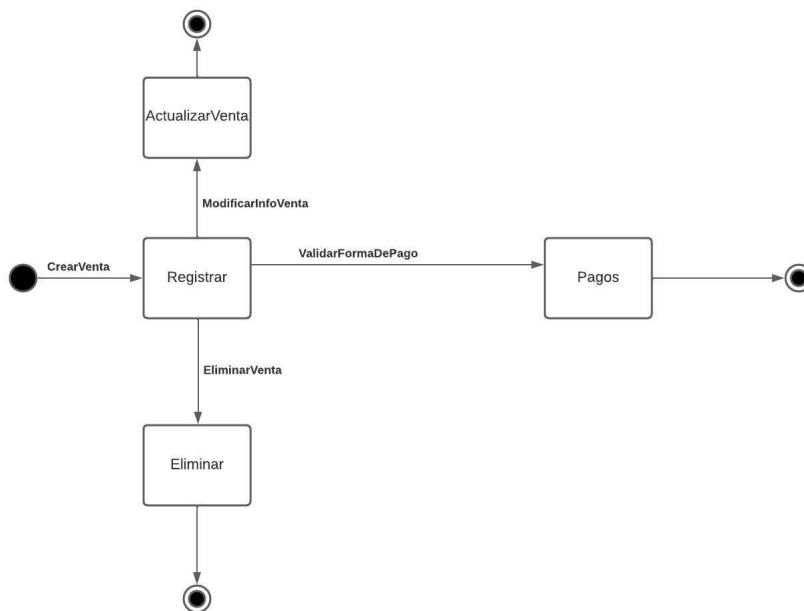 ActualizarVenta
ModificarInfoVenta
CrearVenta
Registrar
ValidarFormaDePago
Pagos
EliminarVenta
Eliminar